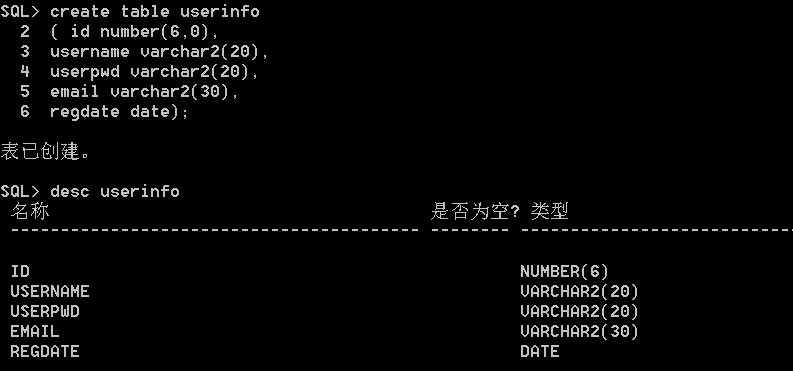 SQL> create table userinfo
2 ( id number(6,0),
3 username varchar2(20),
4 userpwd varchar2(20),
5 email varchar2(30),
6 regdate date);
表已创建。
SQL> desc userinfo
名称 是否为空? 类型
----------------------------------------- -------- ----------------------------
ID NUMBER(6)
USERNAME VARCHAR2(20)
USERPWD VARCHAR2(20)
EMAIL VARCHAR2(30)
REGDATE DATE